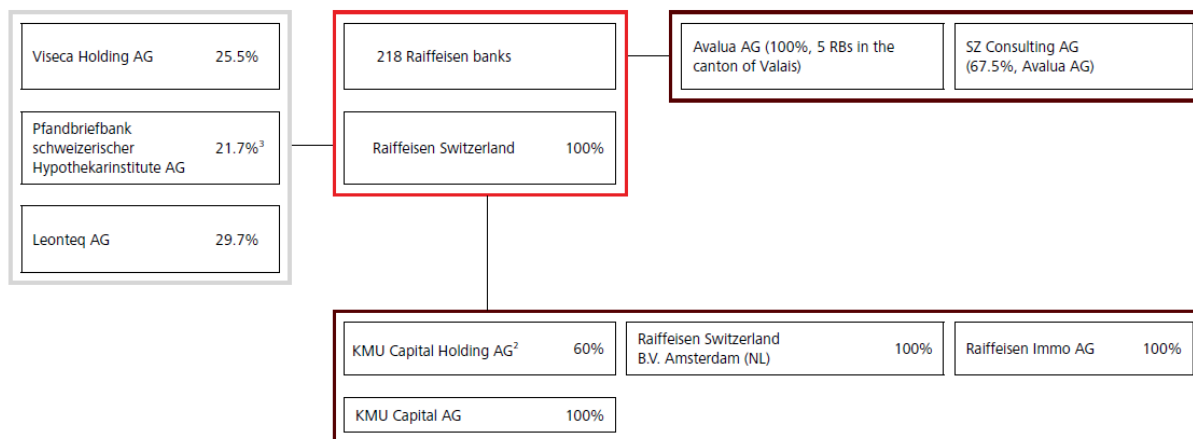 Viseca Holding AG 25.5%
Pfandbriefbank
schweizerischer 21.7%³
Hypothekarinstitute AG
Leonteq AG 29.7%
218 Raiffeisen banks
Raiffeisen Switzerland 100%
Avalua AG (100%, 5 RBs in the
canton of Valais)
SZ Consulting AG
(67.5%, Avalua AG)
KMU Capital Holding AG² 60%
Raiffeisen Switzerland
B.V. Amsterdam (NL) 100%
Raiffeisen Immo AG 100%
KMU Capital AG 100%